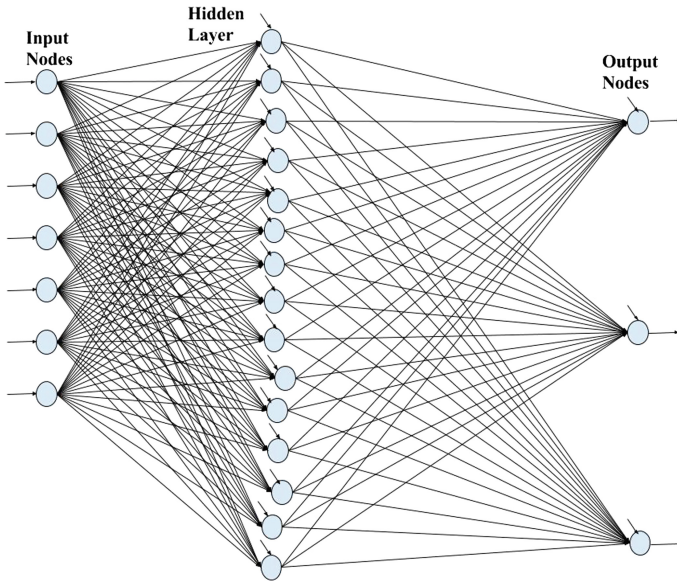 Input
Nodes
Hidden
Layer
Output
Nodes